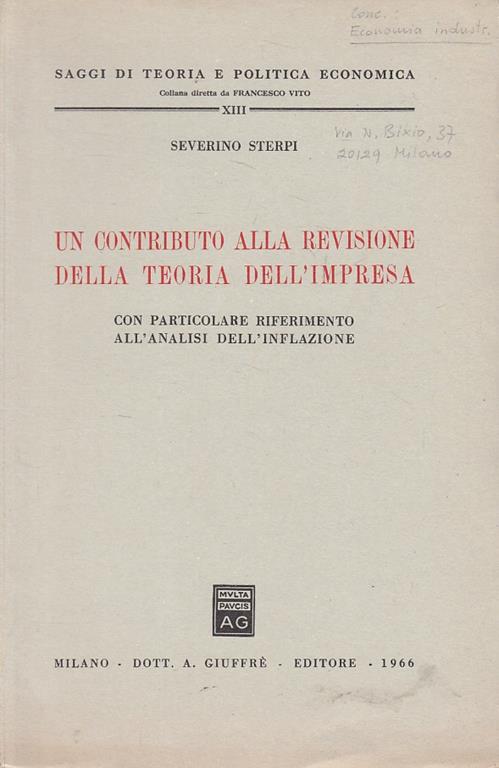 Conc.:
Economia industr.
SAGGI DI TEORIA E POLITICA ECONOMICA
Collana diretta da FRANCESCO VITO
XIII
Via N. Bixio, 37
20129 Milano
SEVERINO STERPI
UN CONTRIBUTO ALLA REVISIONE
DELLA TEORIA DELL'IMPRESA
CON PARTICOLARE RIFERIMENTO
ALL'ANALISI DELL'INFLAZIONE
MVLTA
PAVCIS
AG
MILANO - DOTT. A. GIUFFRÈ - EDITORE - 1966